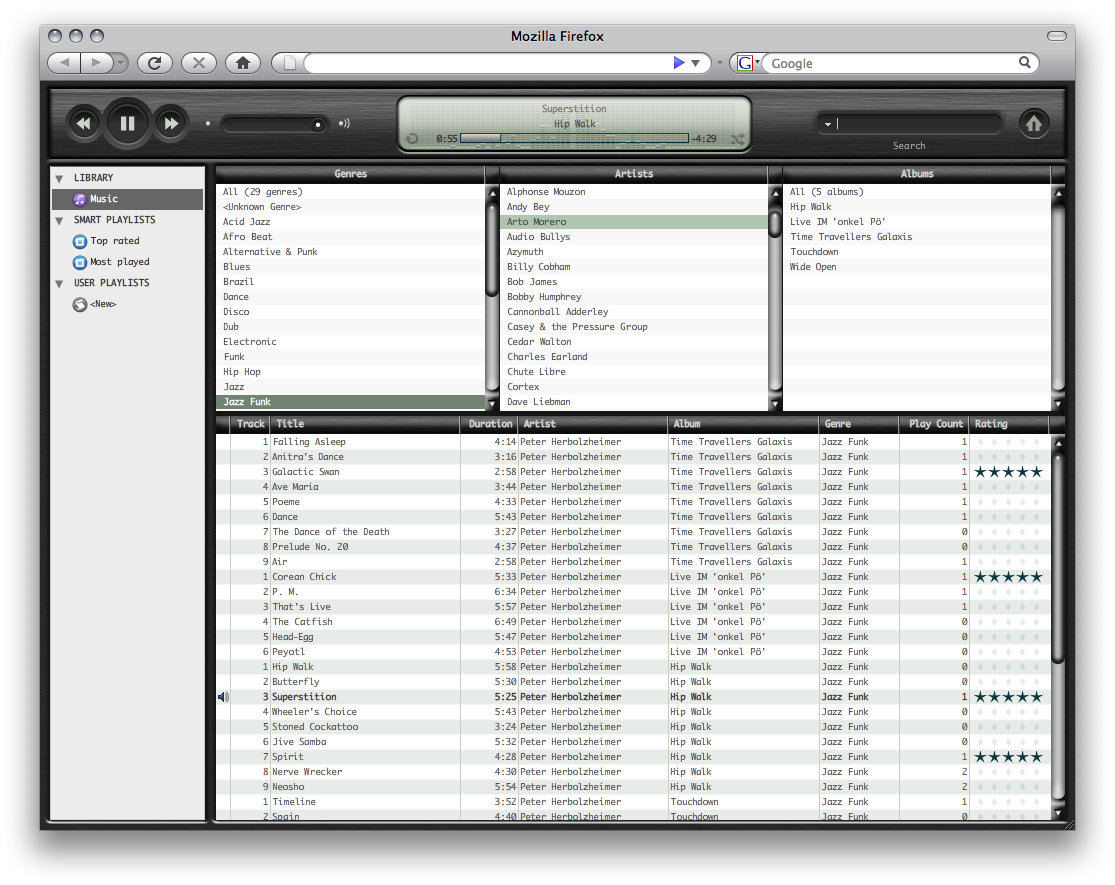 Mozilla Firefox
G Google
Superstition
Hip Walk
0:55 -4:29
Search
LIBRARY
Music
SMART PLAYLISTS
Top rated
Most played
USER PLAYLISTS
<New>
Genres
All (29 genres)
<Unknown Genre>
Acid Jazz
Afro Beat
Alternative & Punk
Blues
Brazil
Dance
Disco
Dub
Electronic
Funk
Hip Hop
Jazz
Jazz Funk
Artists
Alphonse Mouzon
Andy Bey
Arto Morero
Audio Bullys
Azymuth
Billy Cobham
Bob James
Bobby Humphrey
Cannonball Adderley
Casey & the Pressure Group
Cedar Walton
Charles Earland
Chute Libre
Cortex
Dave Liebman
Albums
All (5 albums)
Hip Walk
Live IM 'onkel Pö'
Time Travellers Galaxis
Touchdown
Wide Open
Track Title Duration Artist Album Genre Play Count Rating
1 Falling Asleep 4:14 Peter Herbolzheimer Time Travellers Galaxis Jazz Funk 1
2 Anitra's Dance 3:16 Peter Herbolzheimer Time Travellers Galaxis Jazz Funk 1
3 Galactic Swan 2:58 Peter Herbolzheimer Time Travellers Galaxis Jazz Funk 1 ★★★★★
4 Ave Maria 3:44 Peter Herbolzheimer Time Travellers Galaxis Jazz Funk 1
5 Poeme 4:33 Peter Herbolzheimer Time Travellers Galaxis Jazz Funk 1
6 Dance 5:43 Peter Herbolzheimer Time Travellers Galaxis Jazz Funk 1
7 The Dance of the Death 3:27 Peter Herbolzheimer Time Travellers Galaxis Jazz Funk 0
8 Prelude No. 20 4:37 Peter Herbolzheimer Time Travellers Galaxis Jazz Funk 0
9 Air 2:58 Peter Herbolzheimer Time Travellers Galaxis Jazz Funk 1
1 Corean Chick 5:33 Peter Herbolzheimer Live IM 'onkel Pö' Jazz Funk 1 ★★★★★
2 P. M. 6:34 Peter Herbolzheimer Live IM 'onkel Pö' Jazz Funk 1
3 That's Live 5:57 Peter Herbolzheimer Live IM 'onkel Pö' Jazz Funk 1
4 The Catfish 6:49 Peter Herbolzheimer Live IM 'onkel Pö' Jazz Funk 0
5 Head-Egg 5:47 Peter Herbolzheimer Live IM 'onkel Pö' Jazz Funk 0
6 Peyotl 4:53 Peter Herbolzheimer Live IM 'onkel Pö' Jazz Funk 0
1 Hip Walk 5:58 Peter Herbolzheimer Hip Walk Jazz Funk 0
2 Butterfly 5:30 Peter Herbolzheimer Hip Walk Jazz Funk 0
3 Superstition 5:25 Peter Herbolzheimer Hip Walk Jazz Funk 1 ★★★★★
4 Wheeler's Choice 5:43 Peter Herbolzheimer Hip Walk Jazz Funk 0
5 Stoned Cockattoo 3:24 Peter Herbolzheimer Hip Walk Jazz Funk 0
6 Jive Samba 5:32 Peter Herbolzheimer Hip Walk Jazz Funk 0
7 Spirit 4:28 Peter Herbolzheimer Hip Walk Jazz Funk 1 ★★★★★
8 Nerve Wrecker 4:30 Peter Herbolzheimer Hip Walk Jazz Funk 2
9 Neosho 5:54 Peter Herbolzheimer Hip Walk Jazz Funk 2
1 Timeline 3:52 Peter Herbolzheimer Touchdown Jazz Funk 1
2 Spain 4:40 Peter Herbolzheimer Touchdown Jazz Funk 0